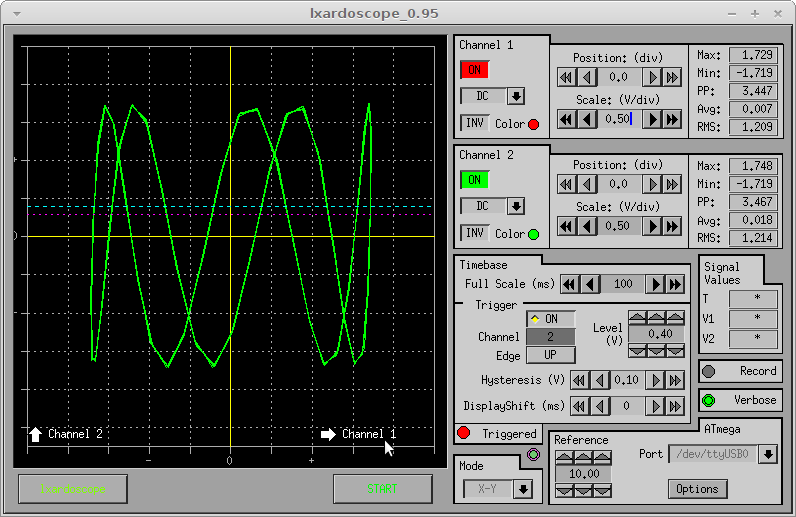 lxardoscope_0.95
Channel 1
ON
DC
INV Color
Position: (div)
0.0
Scale: (V/div)
0.50
Max: 1.729
Min: -1.719
PP: 3.447
Avg: 0.007
RMS: 1.209
Channel 2
ON
DC
INV Color
Position: (div)
0.0
Scale: (V/div)
0.50
Max: 1.748
Min: -1.719
PP: 3.467
Avg: 0.018
RMS: 1.214
Timebase
Full Scale (ms) 100
Trigger
ON
Channel 2
Edge UP
Level
(V)
0.40
Hysteresis (V) 0.10
DisplayShift (ms) 0
Triggered
Signal
Values
T *
V1 *
V2 *
Record
Verbose
Channel 2
Channel 1
- 0 +
lxardoscope
START
Mode
X-Y
Reference
10.00
ATmega
Port /dev/ttyUSB0
Options